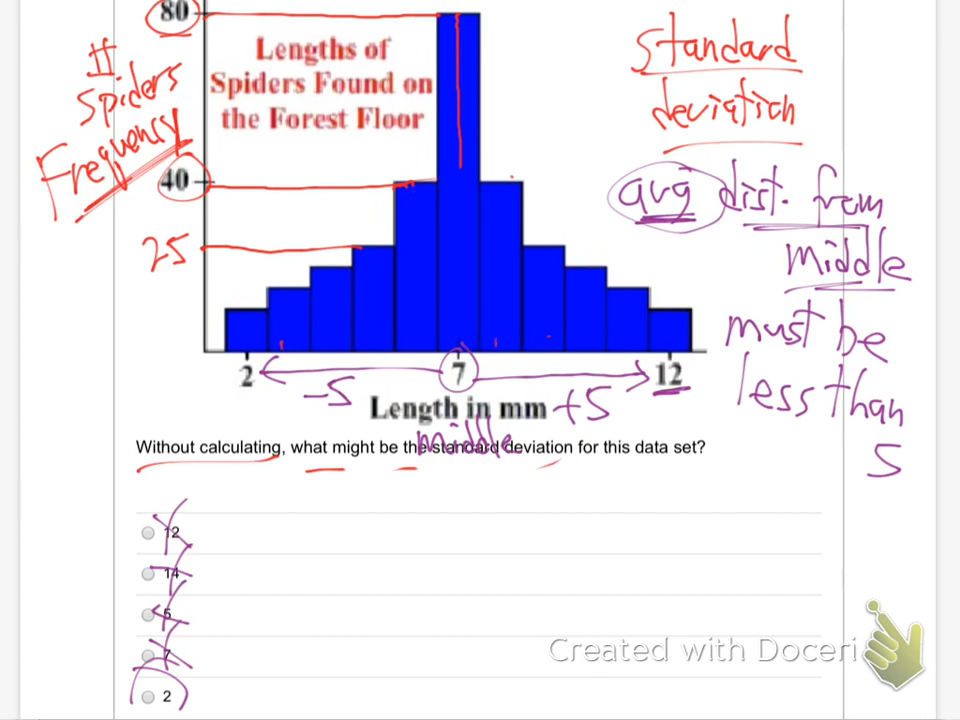 80
Lengths of
Spiders Found on
the Forest Floor
#
Spiders
Frequency
40
25
standard
deviation
avg dist. from
middle
must be
less than
5
2
7
12
-5
+5
Length in mm
middle
Without calculating, what might be the standard deviation for this data set?
12
14
5
7
2
Created with Doceri